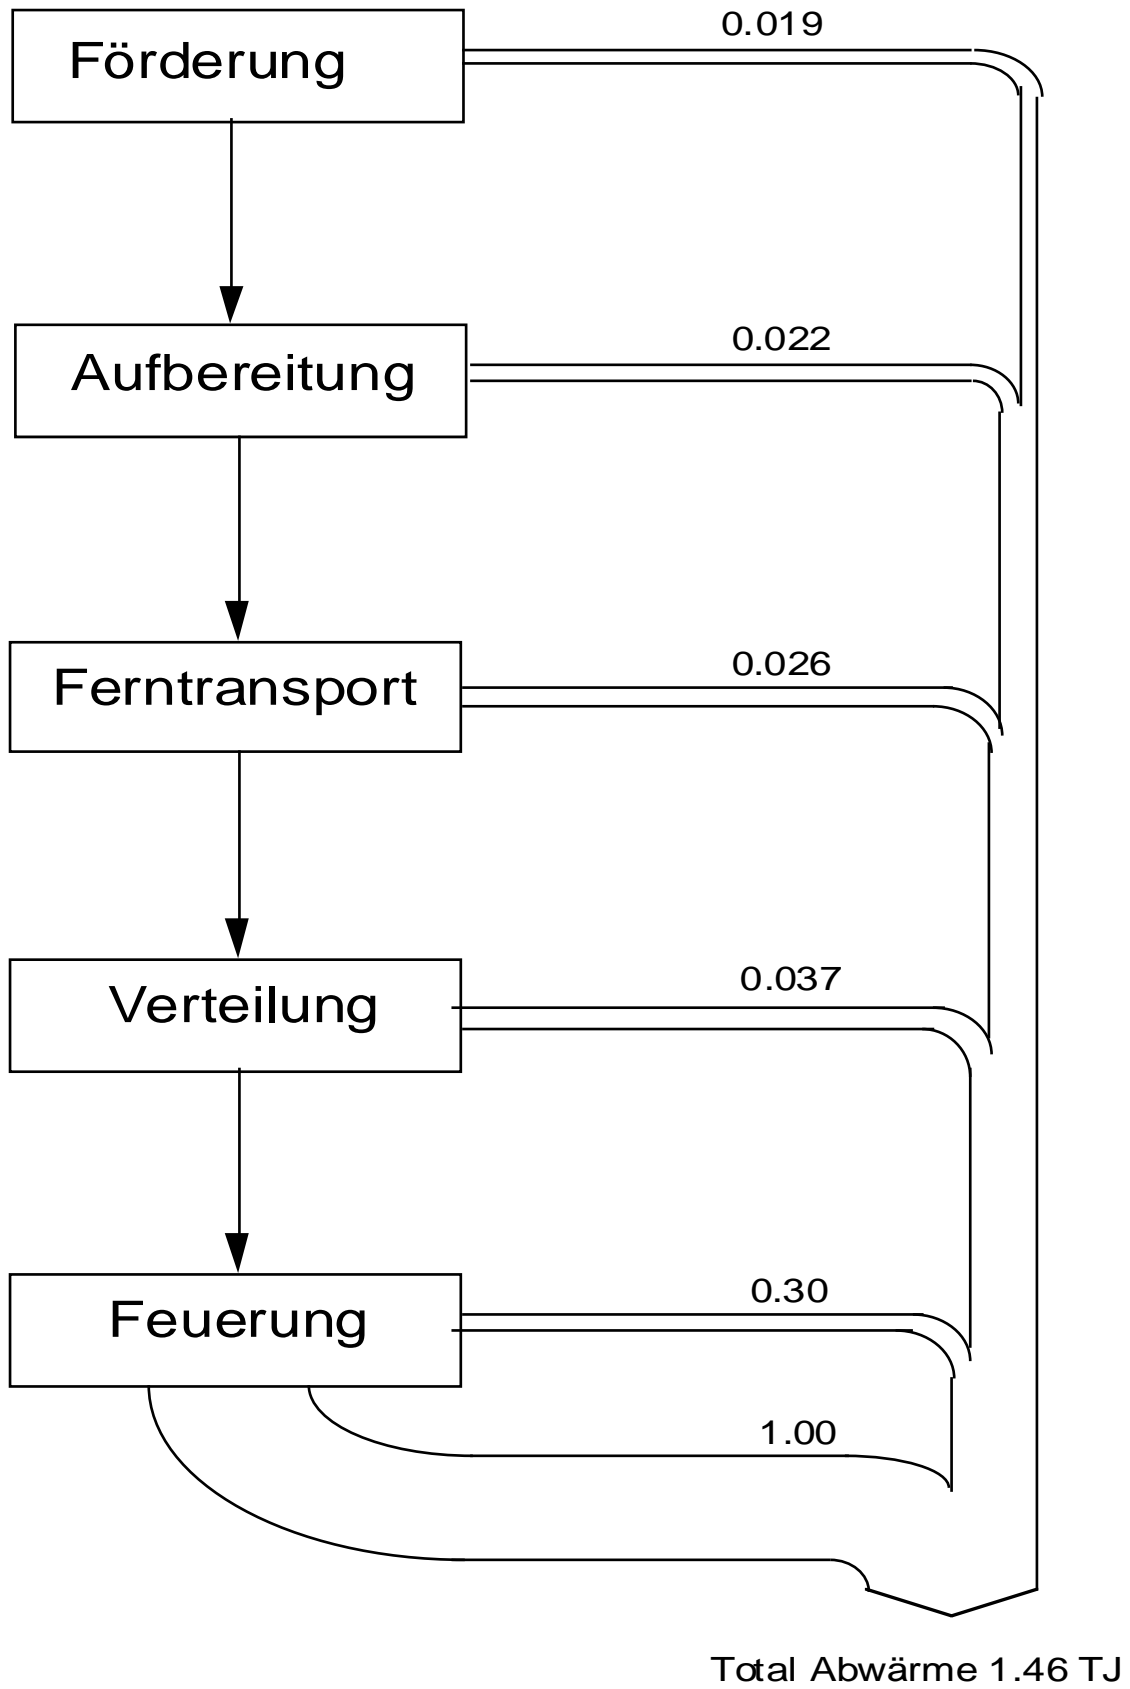 0.019
Förderung
0.022
Aufbereitung
0.026
Ferntransport
0.037
Verteilung
0.30
Feuerung
1.00
Total Abwärme 1.46 TJ